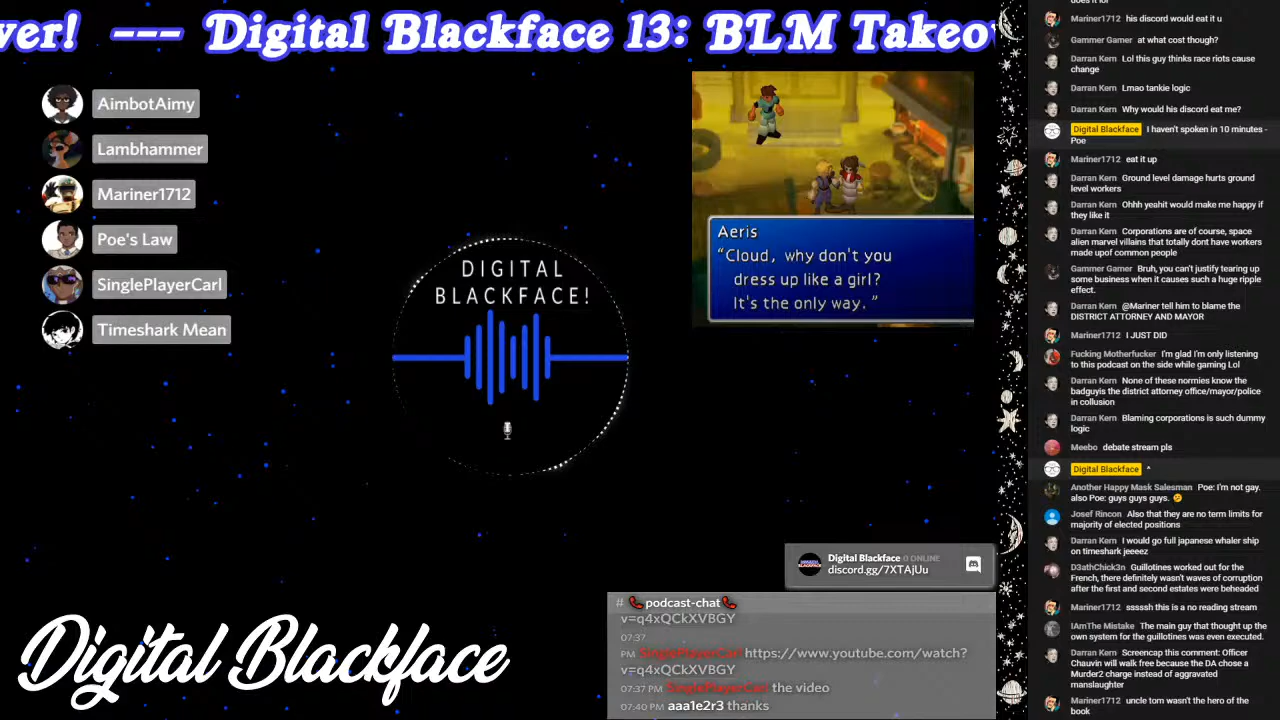 ver! --- Digital Blackface 13: BLM Takeov
AimbotAimy
Lambhammer
Mariner1712
Poe's Law
SinglePlayerCarl
Timeshark Mean
DIGITAL
BLACKFACE!
Aeris
“Cloud, why don't you
dress up like a girl?
It's the only way.”
Digital Blackface 0 ONLINE
discord.gg/7XTAjUu
# podcast-chat
v=q4xQCkXVBGY
07:37
PM SinglePlayerCarl https://www.youtube.com/watch?
v=q4xQCkXVBGY
07:37 PM SinglePlayerCarl the video
07:40 PM aaa1e2r3 thanks
Digital Blackface
Mariner1712 his discord would eat it u
Gammer Gamer at what cost though?
Darran Kern Lol this guy thinks race riots cause
change
Darran Kern Lmao tankie logic
Darran Kern Why would his discord eat me?
Digital Blackface I haven't spoken in 10 minutes -
Poe
Mariner1712 eat it up
Darran Kern Ground level damage hurts ground
level workers
Darran Kern Ohhh yeahit would make me happy if
they like it
Darran Kern Corporations are of course, space
alien marvel villains that totally dont have workers
made upof common people
Gammer Gamer Bruh, you can't justify tearing up
some business when it causes such a huge ripple
effect.
Darran Kern @Mariner tell him to blame the
DISTRICT ATTORNEY AND MAYOR
Mariner1712 I JUST DID
Fucking Motherfucker I'm glad I'm only listening
to this podcast on the side while gaming Lol
Darran Kern None of these normies know the
badguyis the district attorney office/mayor/police
in collusion
Darran Kern Blaming corporations is such dummy
logic
Meebo debate stream pls
Digital Blackface ^
Another Happy Mask Salesman Poe: I'm not gay.
also Poe: guys guys guys.
Josef Rincon Also that they are no term limits for
majority of elected positions
Darran Kern I would go full japanese whaler ship
on timeshark jeeeez
D3athChick3n Guillotines worked out for the
French, there definitely wasn't waves of corruption
after the first and second estates were beheaded
Mariner1712 sssssh this is a no reading stream
IAmThe Mistake The main guy that thought up the
own system for the guillotines was even executed.
Darran Kern Screencap this comment: Officer
Chauvin will walk free because the DA chose a
Murder2 charge instead of aggravated
manslaughter
Mariner1712 uncle tom wasn't the hero of the
book